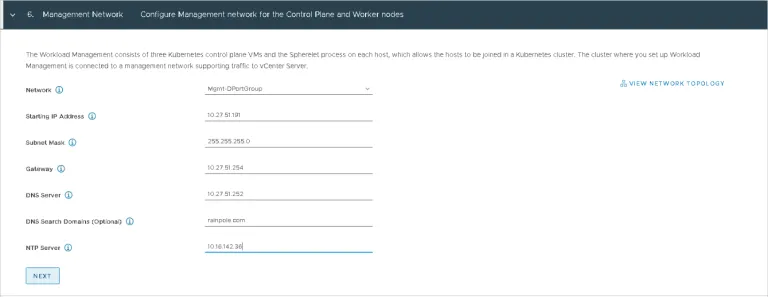 6. Management Network Configure Management network for the Control Plane and Worker nodes
The Workload Management consists of three Kubernetes control plane VMs and the Spherelet process on each host, which allows the hosts to be joined in a Kubernetes cluster. The cluster where you set up Workload
Management is connected to a management network supporting traffic to vCenter Server.
VIEW NETWORK TOPOLOGY
Network Mgmt-DPortGroup
Starting IP Address 10.27.51.191
Subnet Mask 255.255.255.0
Gateway 10.27.51.254
DNS Server 10.27.51.252
DNS Search Domains (Optional) rainpole.com
NTP Server 10.16.142.36
NEXT